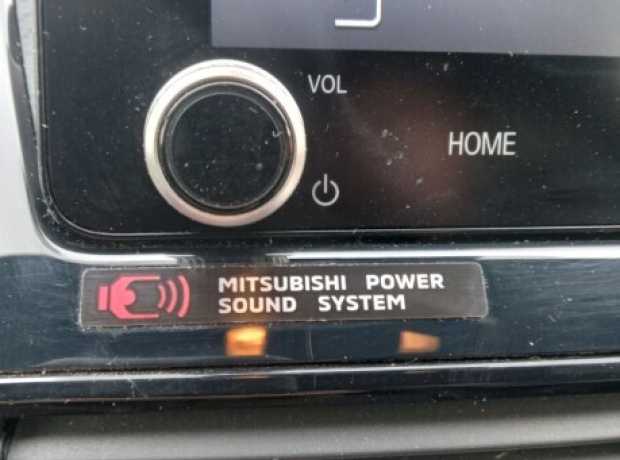 VOL
HOME
MITSUBISHI POWER
SOUND SYSTEM